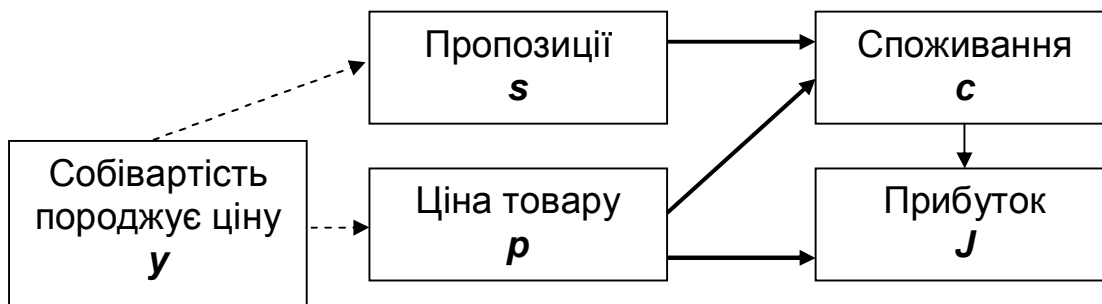 Пропозиції
s
Споживання
c
Собівартість
породжує ціну
y
Ціна товару
p
Прибуток
J